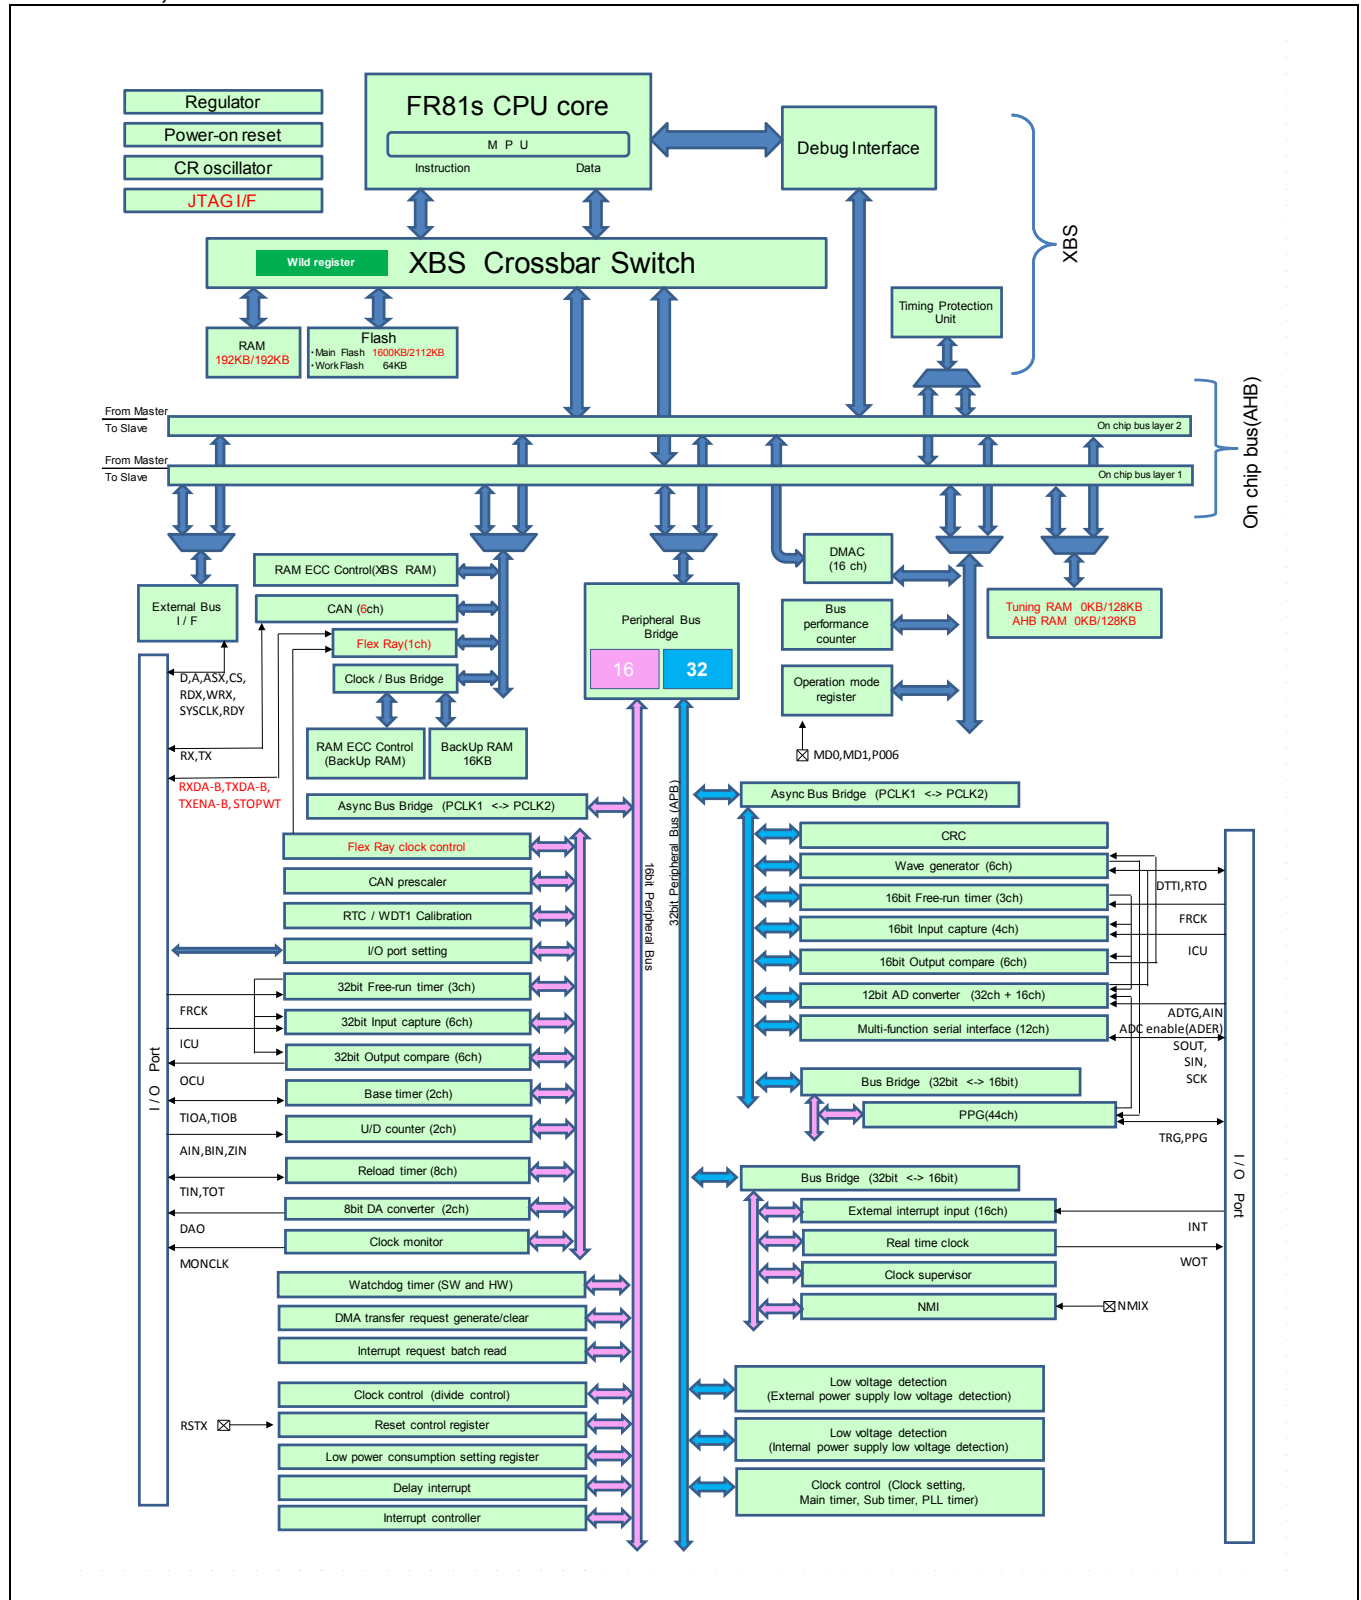 Regulator
Power-on reset
CR oscillator
JTAG I/F
FR81s CPU core
M P U
Instruction Data
Debug Interface
XBS
Wild register
XBS Crossbar Switch
Timing Protection
Unit
RAM
192KB/192KB
Flash
・Main Flash 1600KB/2112KB
・Work Flash 64KB
From Master
To Slave
On chip bus layer 2
From Master
To Slave
On chip bus layer 1
On chip bus(AHB)
RAM ECC Control(XBS RAM)
CAN (6ch)
Flex Ray(1ch)
Clock / Bus Bridge
RAM ECC Control
(BackUp RAM)
BackUp RAM
16KB
External Bus
I / F
D,A,ASX,CS,
RDX,WRX,
SYSCLK,RDY
RX,TX
RXDA-B,TXDA-B,
TXENA-B, STOPWT
Peripheral Bus
Bridge
16
32
DMAC
(16 ch)
Bus
performance
counter
Operation mode
register
MD0,MD1,P006
Tuning RAM 0KB/128KB
AHB RAM 0KB/128KB
Async Bus Bridge (PCLK1 <-> PCLK2)
Flex Ray clock control
CAN prescaler
RTC / WDT1 Calibration
I/O port setting
32bit Free-run timer (3ch)
32bit Input capture (6ch)
32bit Output compare (6ch)
Base timer (2ch)
U/D counter (2ch)
Reload timer (8ch)
8bit DA converter (2ch)
Clock monitor
FRCK
ICU
OCU
TIOA,TIOB
AIN,BIN,ZIN
TIN,TOT
DAO
MONCLK
I / O Port
Watchdog timer (SW and HW)
DMA transfer request generate/clear
Interrupt request batch read
Clock control (divide control)
RSTX
Reset control register
Low power consumption setting register
Delay interrupt
Interrupt controller
16bit Peripheral Bus
32bit Peripheral Bus (APB)
Async Bus Bridge (PCLK1 <-> PCLK2)
CRC
Wave generator (6ch)
16bit Free-run timer (3ch)
16bit Input capture (4ch)
16bit Output compare (6ch)
12bit AD converter (32ch + 16ch)
Multi-function serial interface (12ch)
Bus Bridge (32bit <-> 16bit)
PPG(44ch)
DTTI,RTO
FRCK
ICU
ADTG,AIN
ADC enable(ADER)
SOUT,
SIN,
SCK
TRG,PPG
I / O Port
Bus Bridge (32bit <-> 16bit)
External interrupt input (16ch)
INT
Real time clock
WOT
Clock supervisor
NMI
NMIX
Low voltage detection
(External power supply low voltage detection)
Low voltage detection
(Internal power supply low voltage detection)
Clock control (Clock setting,
Main timer, Sub timer, PLL timer)